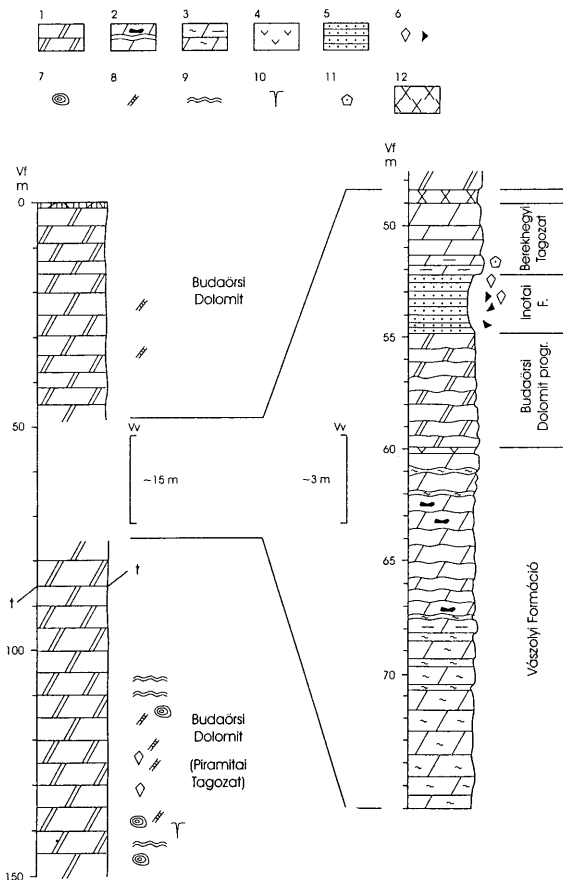 1 2 3 4 5 6
7 8 9 10 11 12
Vf
m
0
50
100
150
Budaörsi
Dolomit
Vv
~15 m
t
t
Budaörsi
Dolomit
(Piramitai
Tagozat)
Vf
m
50
55
60
65
70
Vv
~3 m
Berekhegyi
Tagozat
Inotai
F.
Budaörsi
Dolomit progr.
Vászolyi Formáció